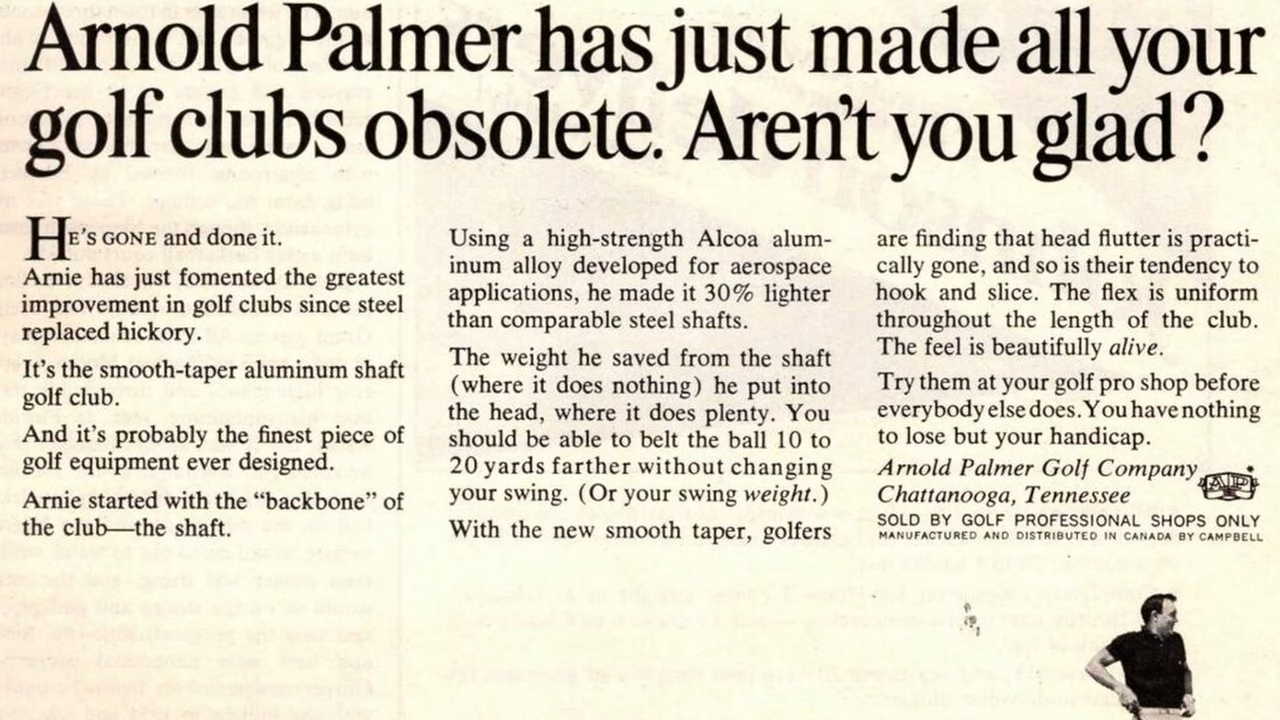 Arnold Palmer has just made all your
golf clubs obsolete. Aren't you glad?
HE'S GONE and done it.
Arnie has just fomented the greatest
improvement in golf clubs since steel
replaced hickory.
It's the smooth-taper aluminum shaft
golf club.
And it's probably the finest piece of
golf equipment ever designed.
Arnie started with the “backbone” of
the club—the shaft.
Using a high-strength Alcoa alum-
inum alloy developed for aerospace
applications, he made it 30% lighter
than comparable steel shafts.
The weight he saved from the shaft
(where it does nothing) he put into
the head, where it does plenty. You
should be able to belt the ball 10 to
20 yards farther without changing
your swing. (Or your swing weight.)
With the new smooth taper, golfers
are finding that head flutter is practi-
cally gone, and so is their tendency to
hook and slice. The flex is uniform
throughout the length of the club.
The feel is beautifully alive.
Try them at your golf pro shop before
everybody else does. You have nothing
to lose but your handicap.
Arnold Palmer Golf Company
Chattanooga, Tennessee
AP
SOLD BY GOLF PROFESSIONAL SHOPS ONLY
MANUFACTURED AND DISTRIBUTED IN CANADA BY CAMPBELL